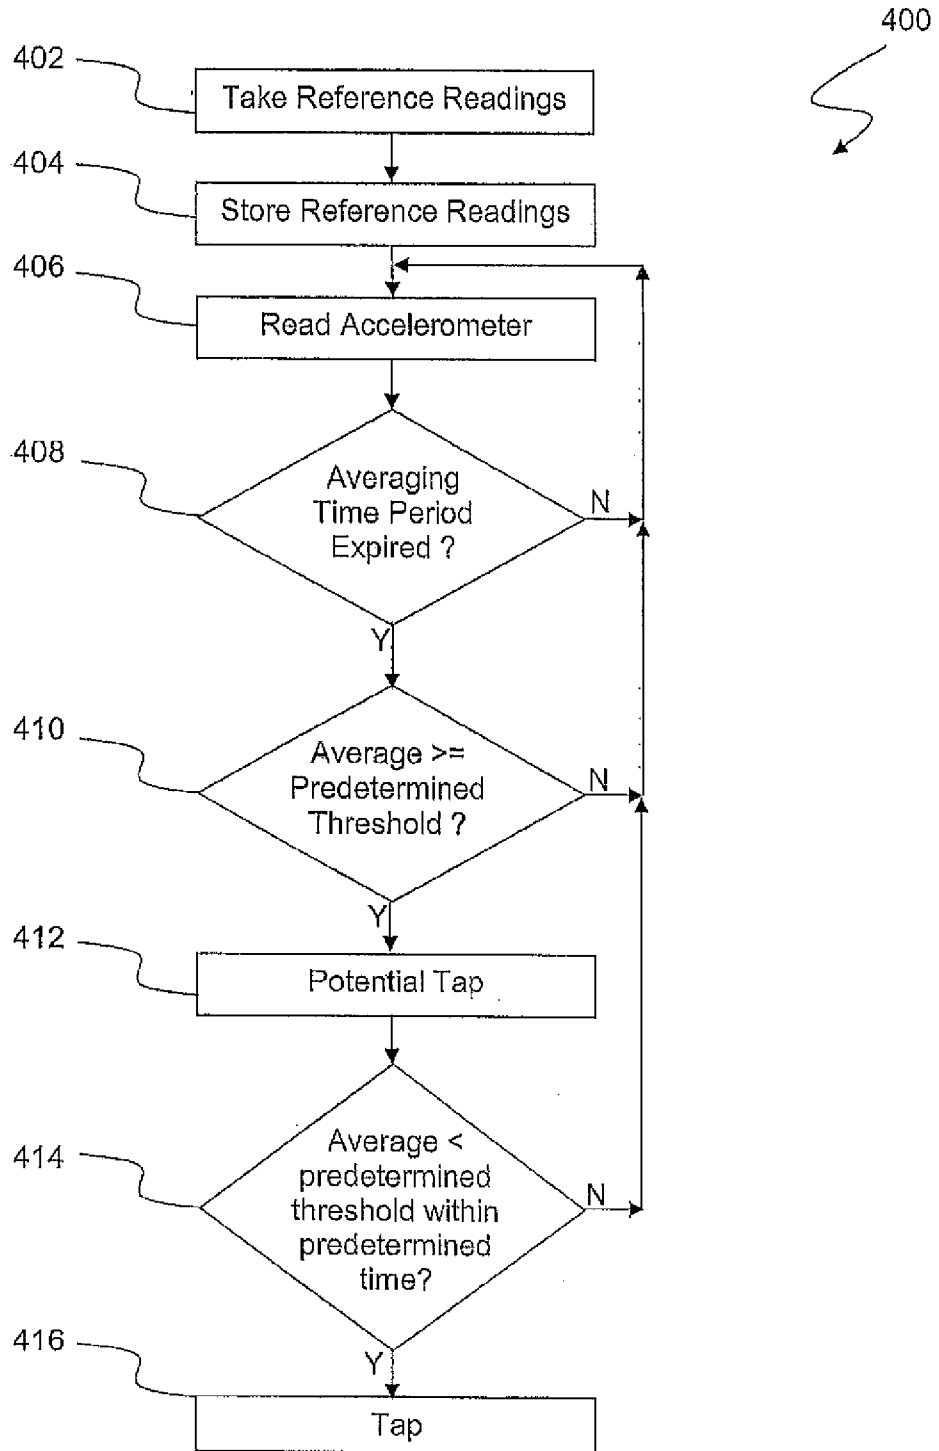 400
402
Take Reference Readings
404
Store Reference Readings
406
Read Accelerometer
408
Averaging
Time Period
Expired ?
N
Y
410
Average >=
Predetermined
Threshold ?
N
Y
412
Potential Tap
414
Average <
predetermined
threshold within
predetermined
time?
N
Y
416
Tap